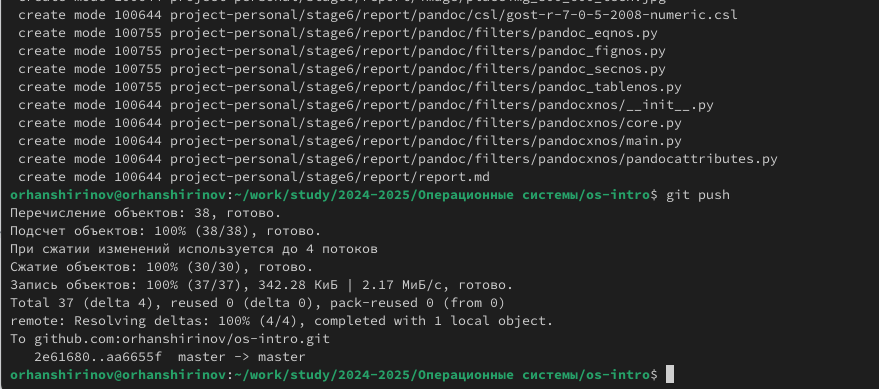 create mode 100644 project-personal/stage6/report/pandoc/csl/gost-r-7-0-5-2008-numeric.csl
create mode 100755 project-personal/stage6/report/pandoc/filters/pandoc_eqnos.py
create mode 100755 project-personal/stage6/report/pandoc/filters/pandoc_fignos.py
create mode 100755 project-personal/stage6/report/pandoc/filters/pandoc_secnos.py
create mode 100755 project-personal/stage6/report/pandoc/filters/pandoc_tablenos.py
create mode 100644 project-personal/stage6/report/pandoc/filters/pandocxnos/__init__.py
create mode 100644 project-personal/stage6/report/pandoc/filters/pandocxnos/core.py
create mode 100644 project-personal/stage6/report/pandoc/filters/pandocxnos/main.py
create mode 100644 project-personal/stage6/report/pandoc/filters/pandocxnos/pandocattributes.py
create mode 100644 project-personal/stage6/report/report.md
orhanshirinov@orhanshirinov:~/work/study/2024-2025/Операционные системы/os-intro$ git push
Перечисление объектов: 38, готово.
Подсчет объектов: 100% (38/38), готово.
При сжатии изменений используется до 4 потоков
Сжатие объектов: 100% (30/30), готово.
Запись объектов: 100% (37/37), 342.28 КиБ | 2.17 МиБ/с, готово.
Total 37 (delta 4), reused 0 (delta 0), pack-reused 0 (from 0)
remote: Resolving deltas: 100% (4/4), completed with 1 local object.
To github.com:orhanshirinov/os-intro.git
2e61680..aa6655f  master -> master
orhanshirinov@orhanshirinov:~/work/study/2024-2025/Операционные системы/os-intro$